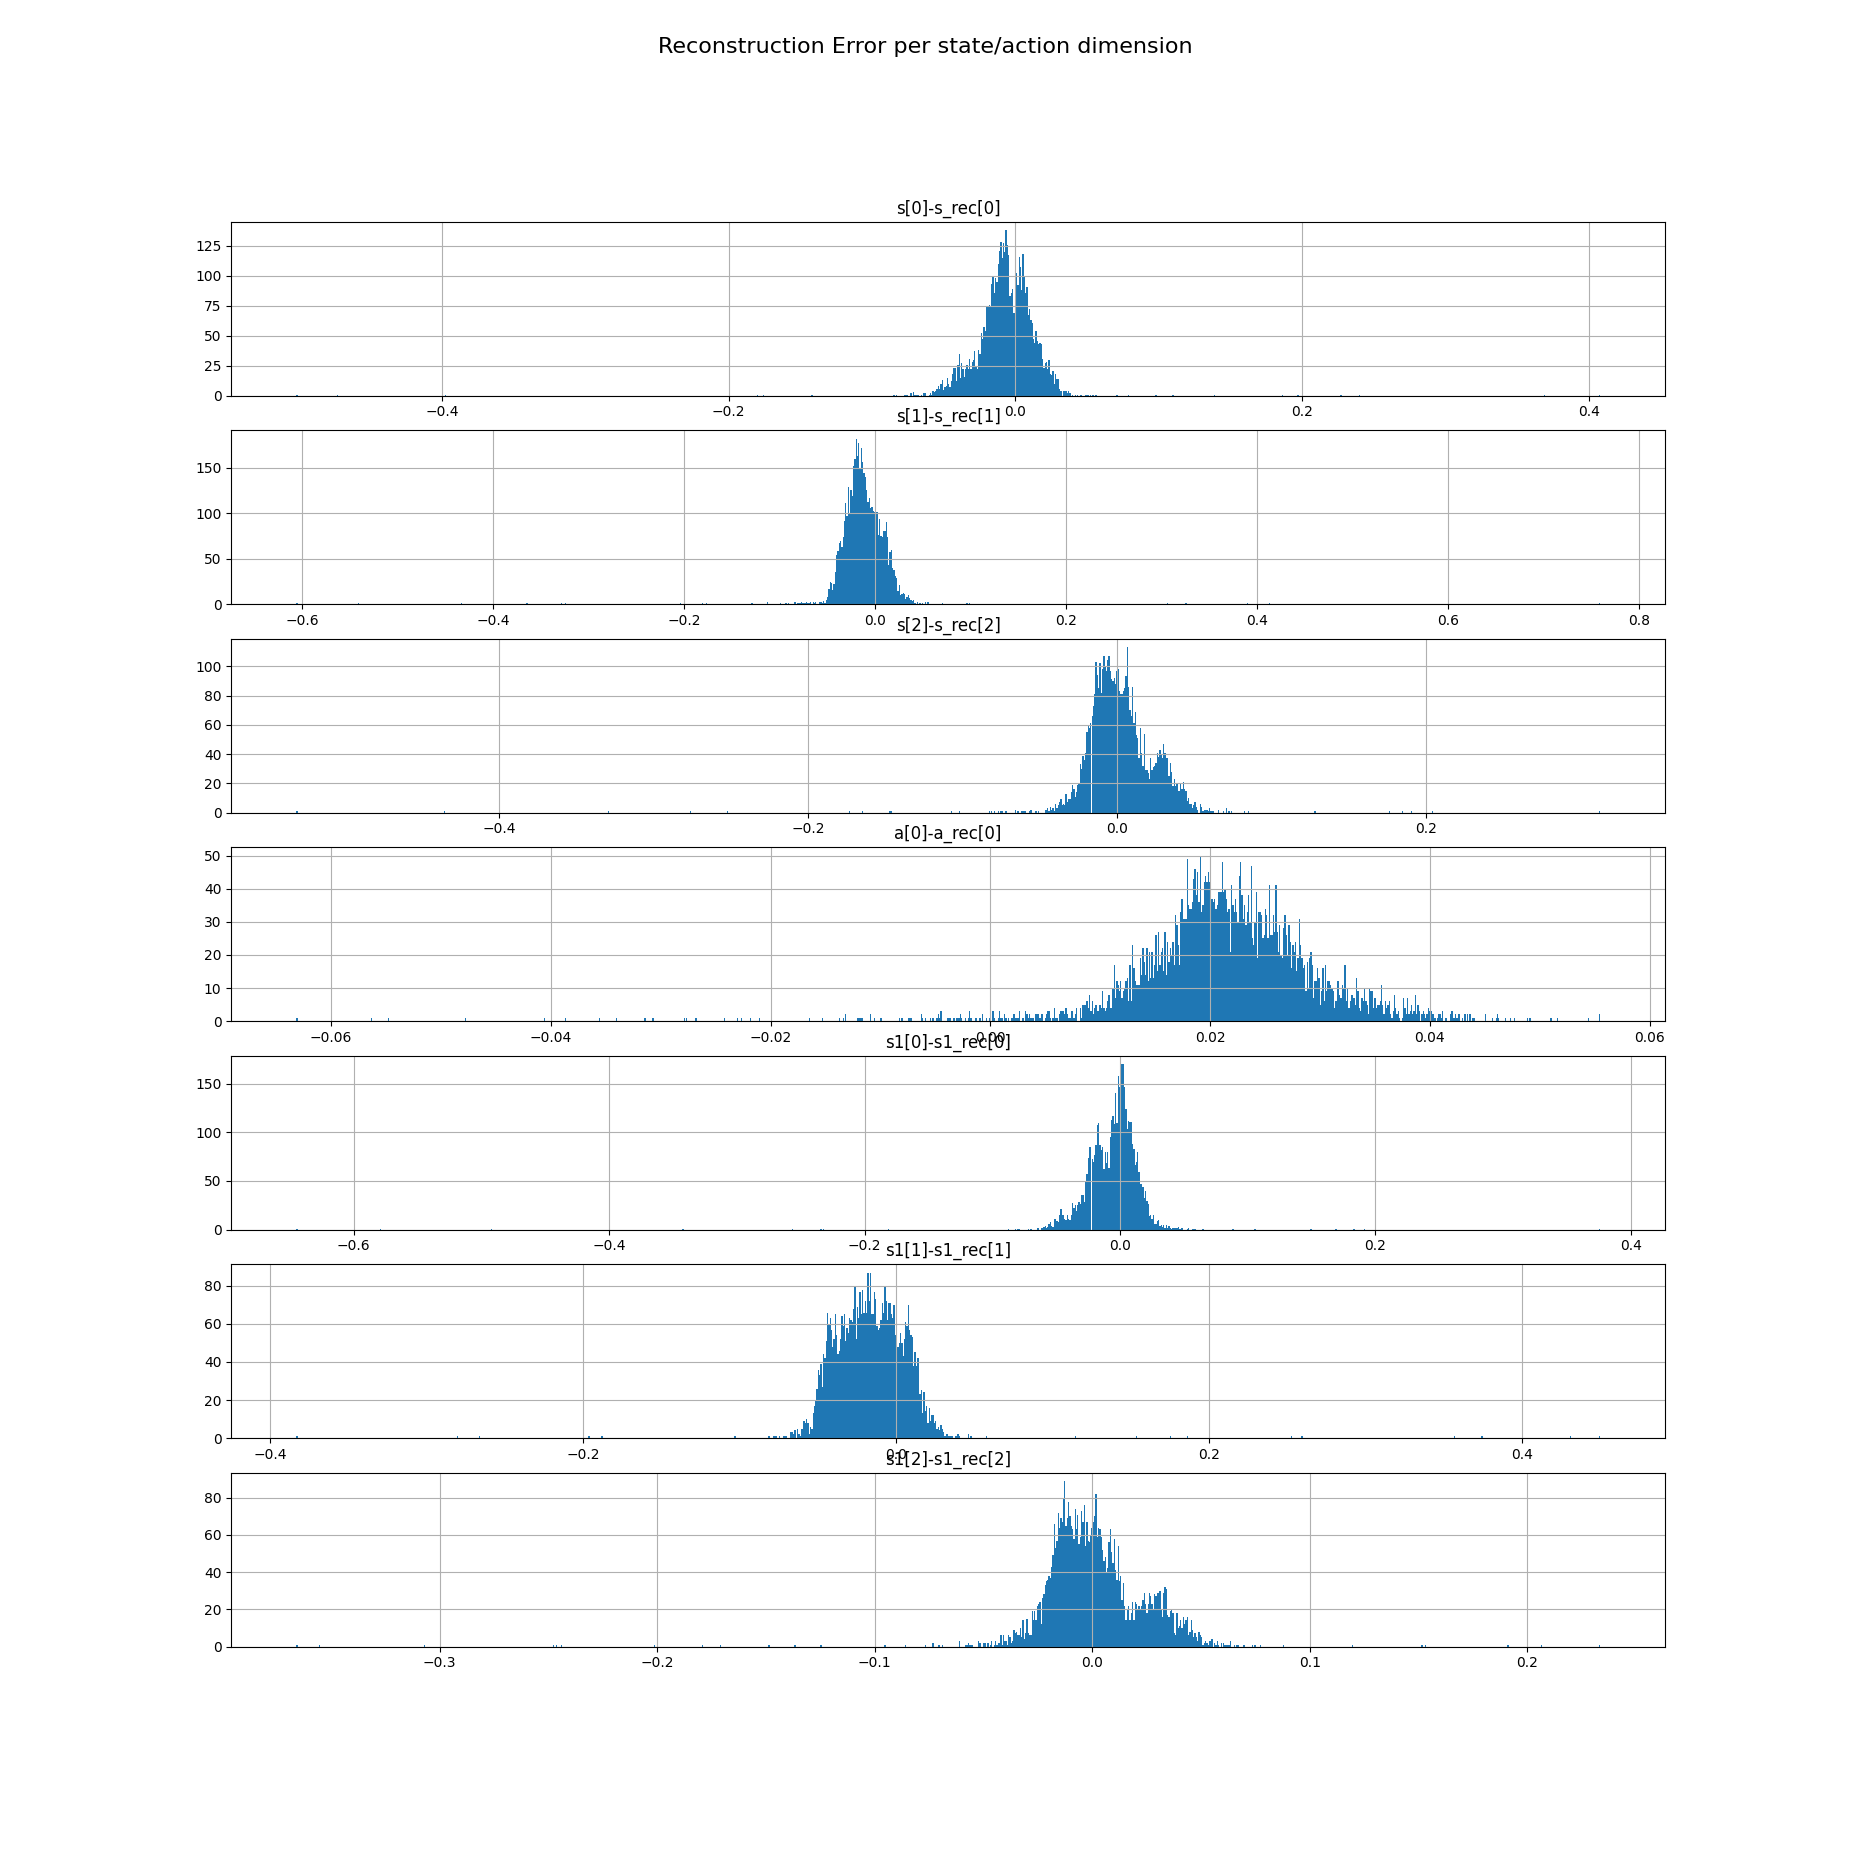 Reconstruction Error per state/action dimension
s[0]-s_rec[0]
125
100
75
50
25
0
−0.4 −0.2 0.0 0.2 0.4
s[1]-s_rec[1]
150
100
50
0
−0.6 −0.4 −0.2 0.0 0.2 0.4 0.6 0.8
s[2]-s_rec[2]
100
80
60
40
20
0
−0.4 −0.2 0.0 0.2
a[0]-a_rec[0]
50
40
30
20
10
0
−0.06 −0.04 −0.02 0.00 0.02 0.04 0.06
s1[0]-s1_rec[0]
150
100
50
0
−0.6 −0.4 −0.2 0.0 0.2 0.4
s1[1]-s1_rec[1]
80
60
40
20
0
−0.4 −0.2 0.0 0.2 0.4
s1[2]-s1_rec[2]
80
60
40
20
0
−0.3 −0.2 −0.1 0.0 0.1 0.2